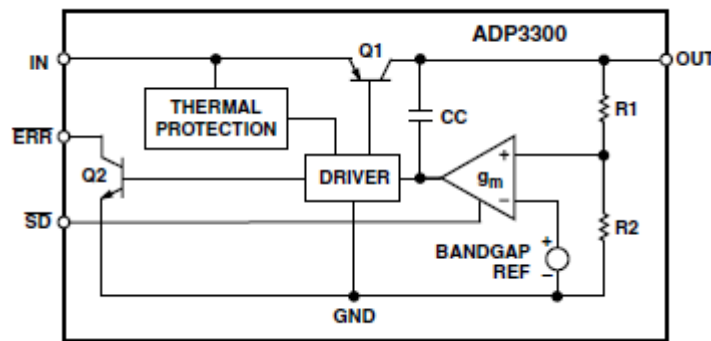 ADP3300
Q1
IN
OUT
THERMAL
PROTECTION
CC
R1
ERR
Q2
DRIVER
+
gm
−
SD
R2
BANDGAP
REF
+
−
GND